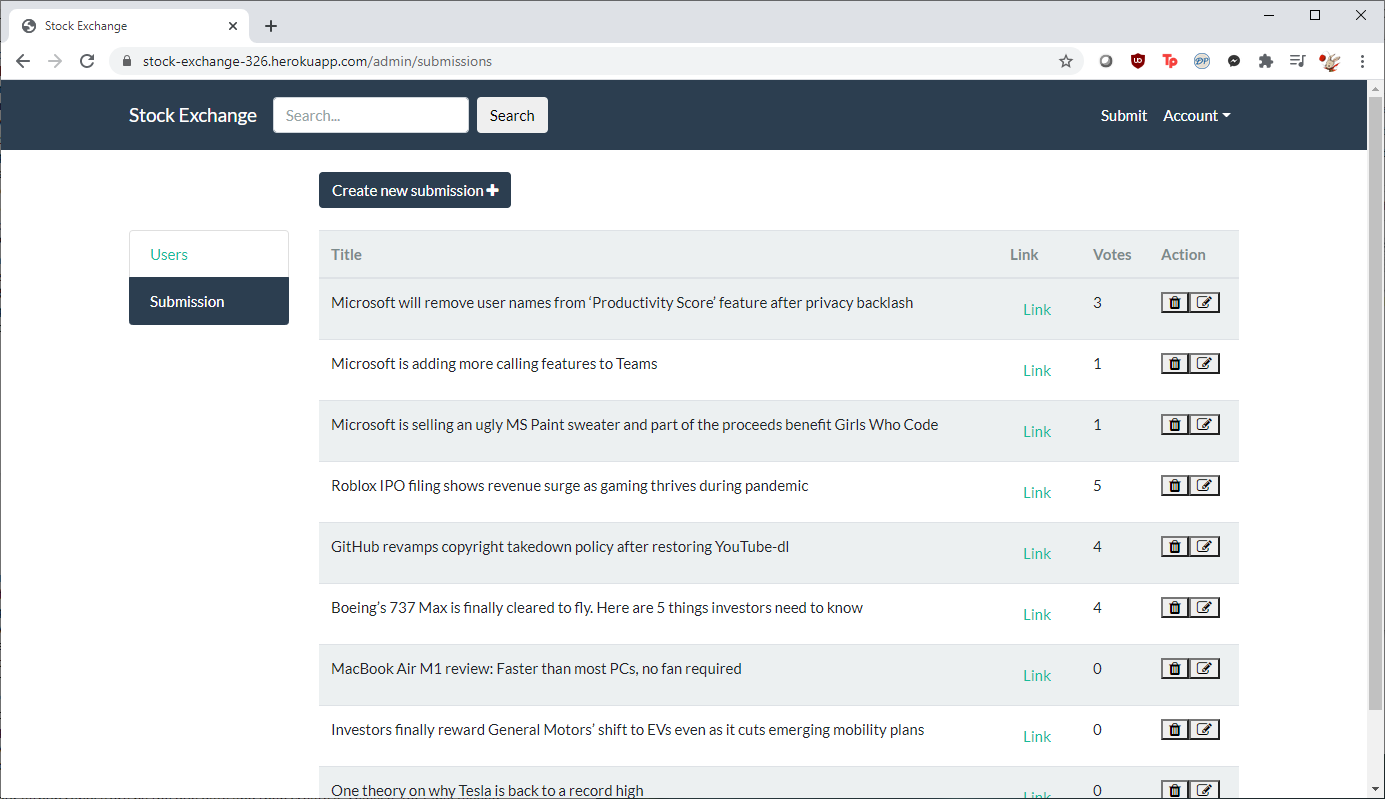 Stock Exchange
stock-exchange-326.herokuapp.com/admin/submissions
Stock Exchange Search... Search Submit Account
Create new submission
Users
Submission
Title Link Votes Action
Microsoft will remove user names from ‘Productivity Score’ feature after privacy backlash Link 3
Microsoft is adding more calling features to Teams Link 1
Microsoft is selling an ugly MS Paint sweater and part of the proceeds benefit Girls Who Code Link 1
Roblox IPO filing shows revenue surge as gaming thrives during pandemic Link 5
GitHub revamps copyright takedown policy after restoring YouTube-dl Link 4
Boeing’s 737 Max is finally cleared to fly. Here are 5 things investors need to know Link 4
MacBook Air M1 review: Faster than most PCs, no fan required Link 0
Investors finally reward General Motors’ shift to EVs even as it cuts emerging mobility plans Link 0
One theory on why Tesla is back to a record high Link 0